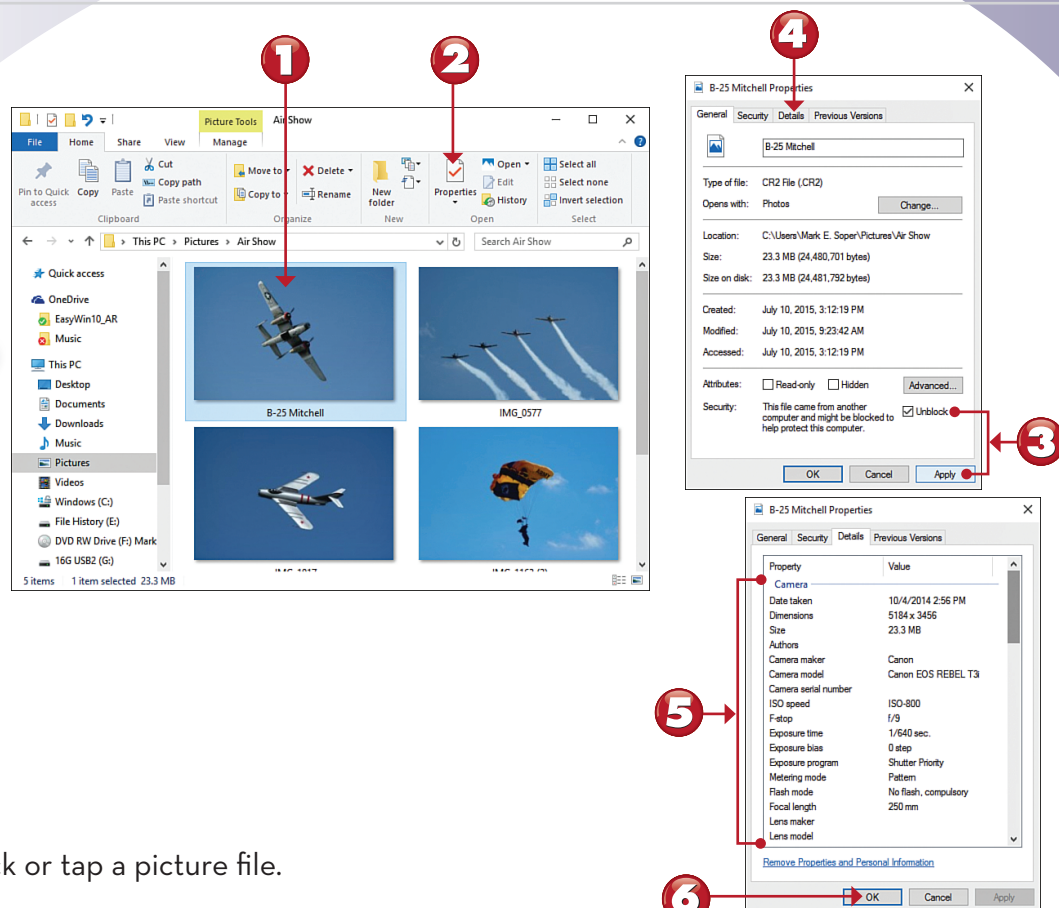 1
2
4
Picture Tools
Air Show
File
Home
Share
View
Manage
Pin to Quick access
Copy
Paste
Cut
Copy path
Paste shortcut
Move to
Copy to
Delete
Rename
New folder
Properties
Open
Edit
History
Select all
Select none
Invert selection
Clipboard
Organize
New
Open
Select
This PC > Pictures > Air Show
Search Air Show
Quick access
OneDrive
EasyWin10_AR
Music
This PC
Desktop
Documents
Downloads
Music
Pictures
Videos
Windows (C:)
File History (E:)
DVD RW Drive (F:) Mark
16G USB2 (G:)
B-25 Mitchell
IMG_0577
5 items 1 item selected 23.3 MB
B-25 Mitchell Properties
General Security Details Previous Versions
B-25 Mitchell
Type of file: CR2 File (.CR2)
Opens with: Photos
Change...
Location: C:\Users\Mark E. Soper\Pictures\Air Show
Size: 23.3 MB (24,480,701 bytes)
Size on disk: 23.3 MB (24,481,792 bytes)
Created: July 10, 2015, 3:12:19 PM
Modified: July 10, 2015, 9:23:42 AM
Accessed: July 10, 2015, 3:12:19 PM
Attributes: Read-only Hidden Advanced...
Security: This file came from another
computer and might be blocked to
help protect this computer.
Unblock
3
OK Cancel Apply
B-25 Mitchell Properties
General Security Details Previous Versions
Property Value
Camera
Date taken 10/4/2014 2:56 PM
Dimensions 5184 x 3456
Size 23.3 MB
Authors
Camera maker Canon
Camera model Canon EOS REBEL T3i
Camera serial number
ISO speed ISO-800
F-stop f/9
Exposure time 1/640 sec.
Exposure bias 0 step
Exposure program Shutter Priority
Metering mode Pattern
Flash mode No flash, compulsory
Focal length 250 mm
Lens maker
Lens model
5
Remove Properties and Personal Information
6
OK Cancel Apply
or tap a picture file.